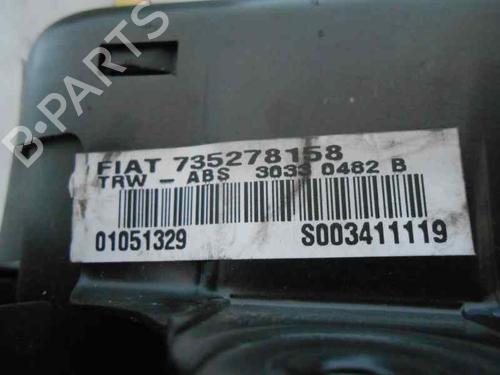 B-PARTS
FIAT 735278158
TRW - ABS 3033 0482 B
01051329 S003411119